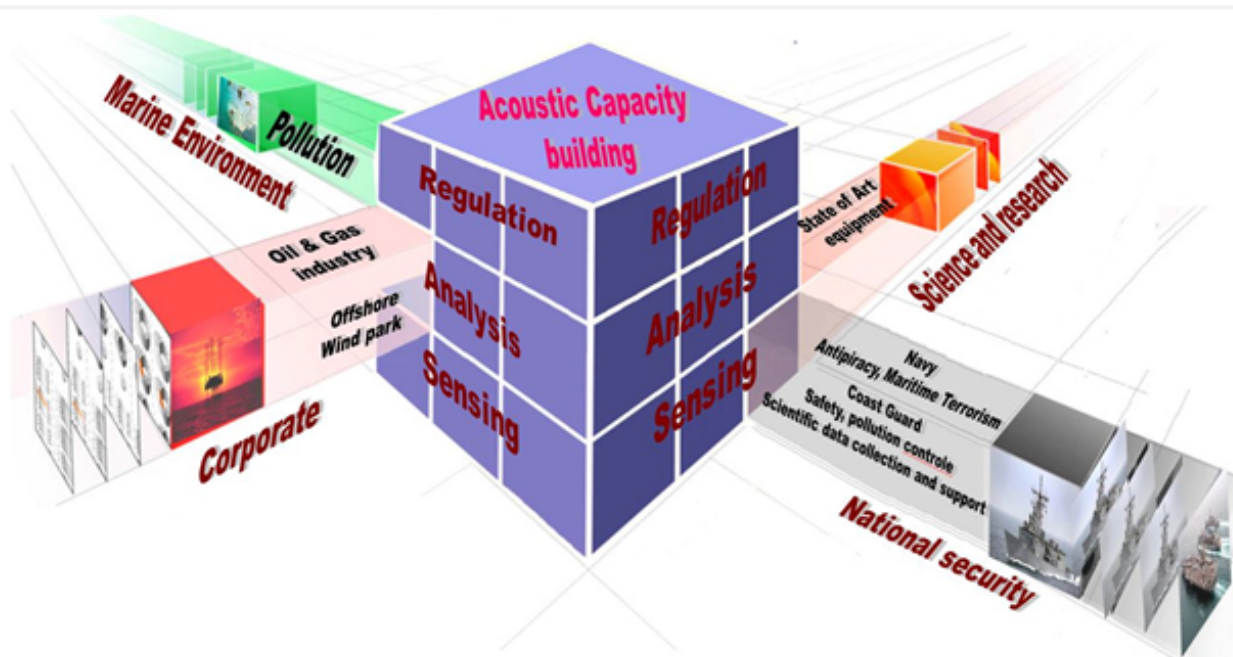 Acoustic Capacity
building
Marine Environment
Pollution
Oil & Gas
industry
Offshore
Wind park
Corporate
Regulation
Analysis
Sensing
Regulation
Analysis
Sensing
State of Art
equipment
Science and research
Navy
Antipiracy, Maritime Terrorism
Coast Guard
Safety, pollution controle
Scientific data collection and support
National security